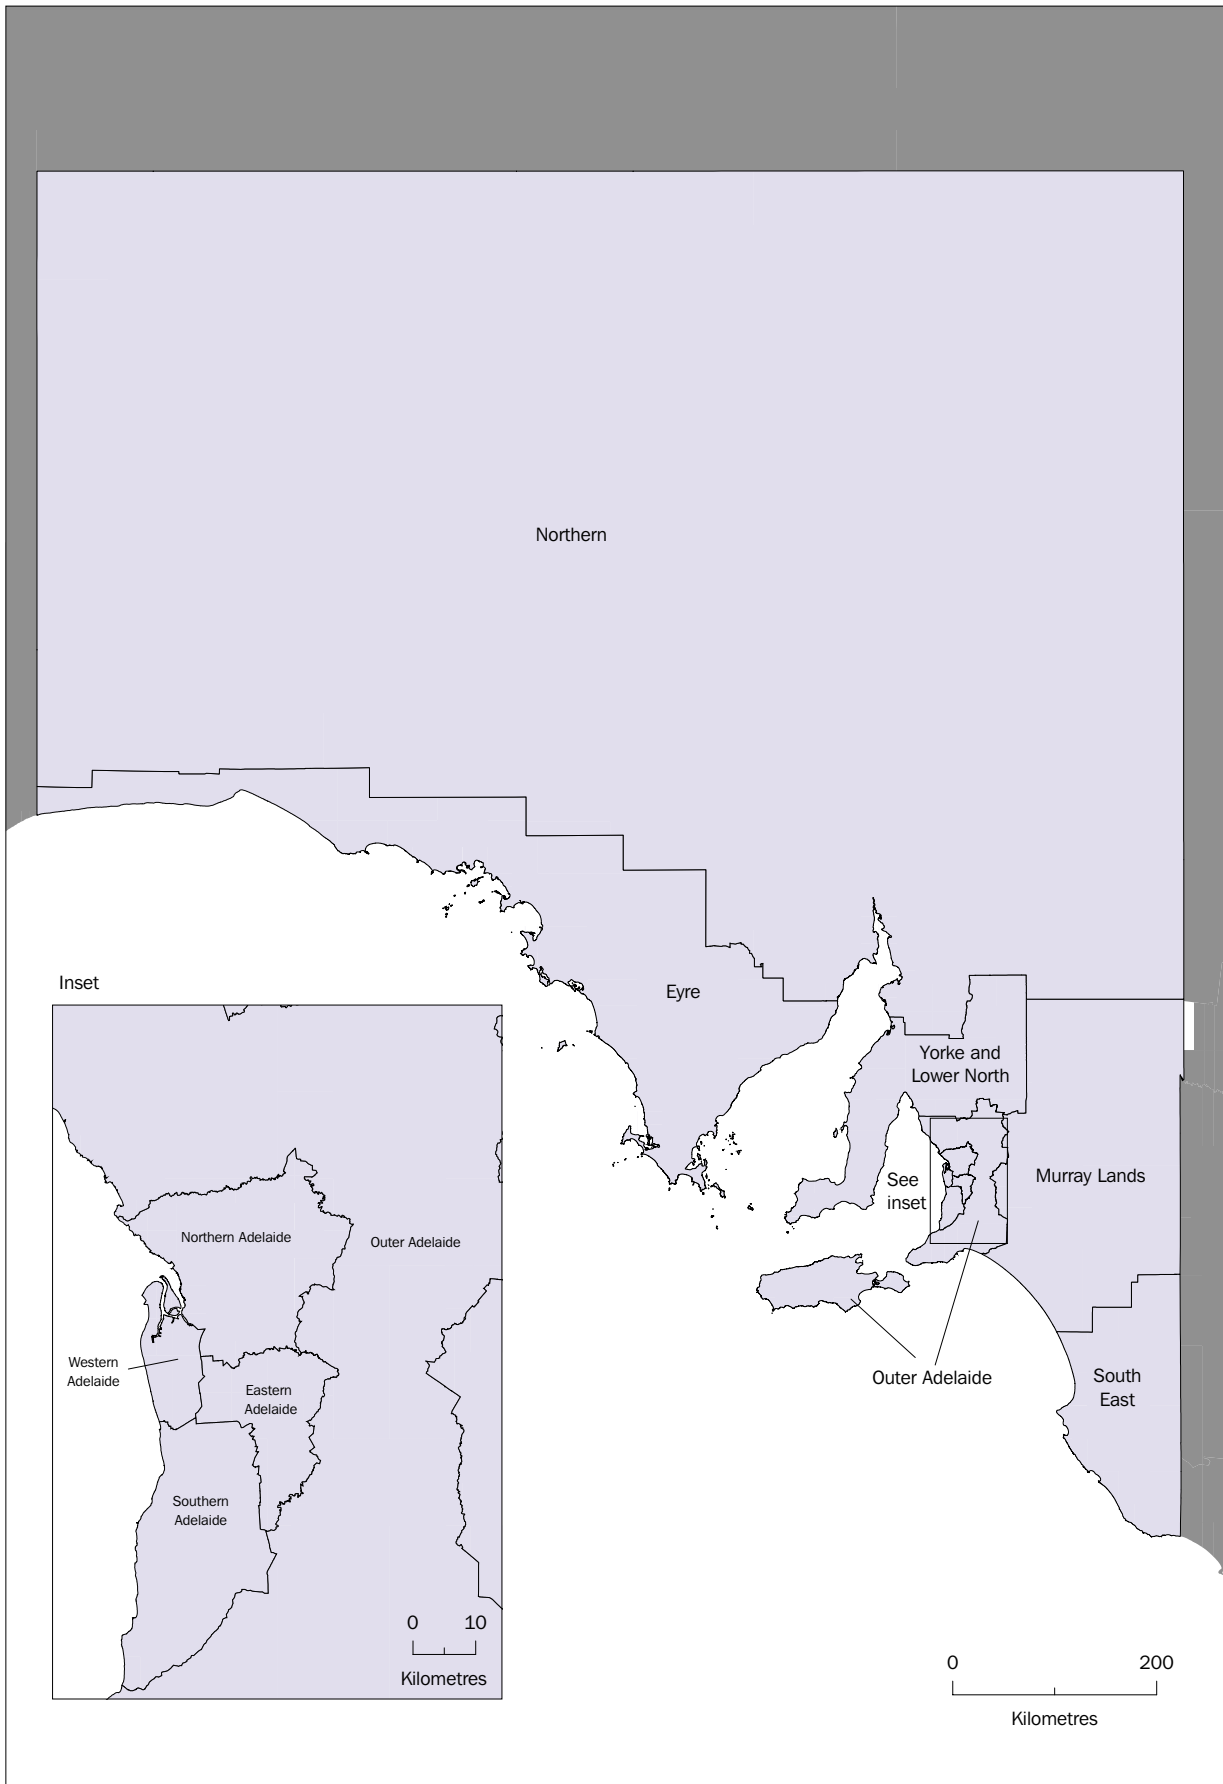 Northern
Inset
Eyre
Yorke and
Lower North
See
inset
Murray Lands
Northern Adelaide
Outer Adelaide
Western
Adelaide
Eastern
Adelaide
Outer Adelaide
South
East
Southern
Adelaide
0 10
Kilometres
0 200
Kilometres